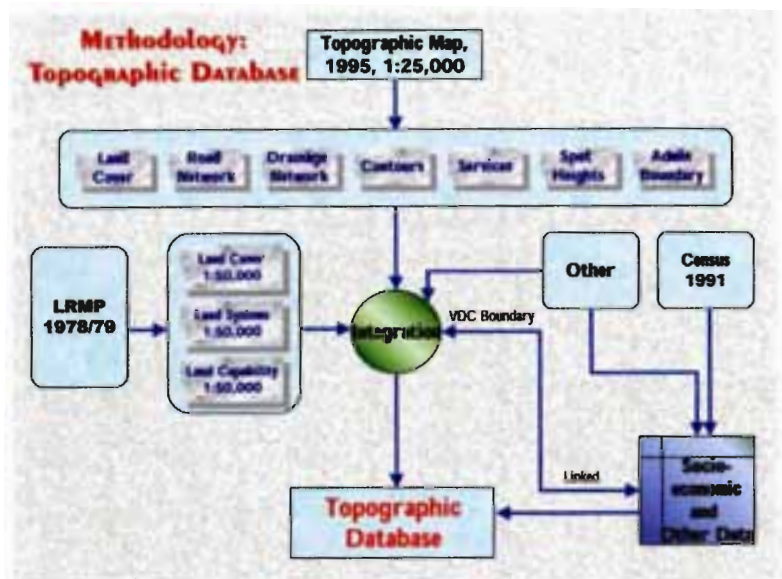 Methodology:
Topographic Database
Topographic Map,
1995, 1:25,000
Land
Cover
Road
Network
Drainage
Network
Contours
Services
Spot
Heights
Admin
Boundary
LRMP
1978/79
Land Cover
1:50,000
Land System
1:50,000
Land Capability
1:50,000
Integration
VDC Boundary
Other
Census
1991
Linked
Socio-
economic
and
Other Data
Topographic
Database